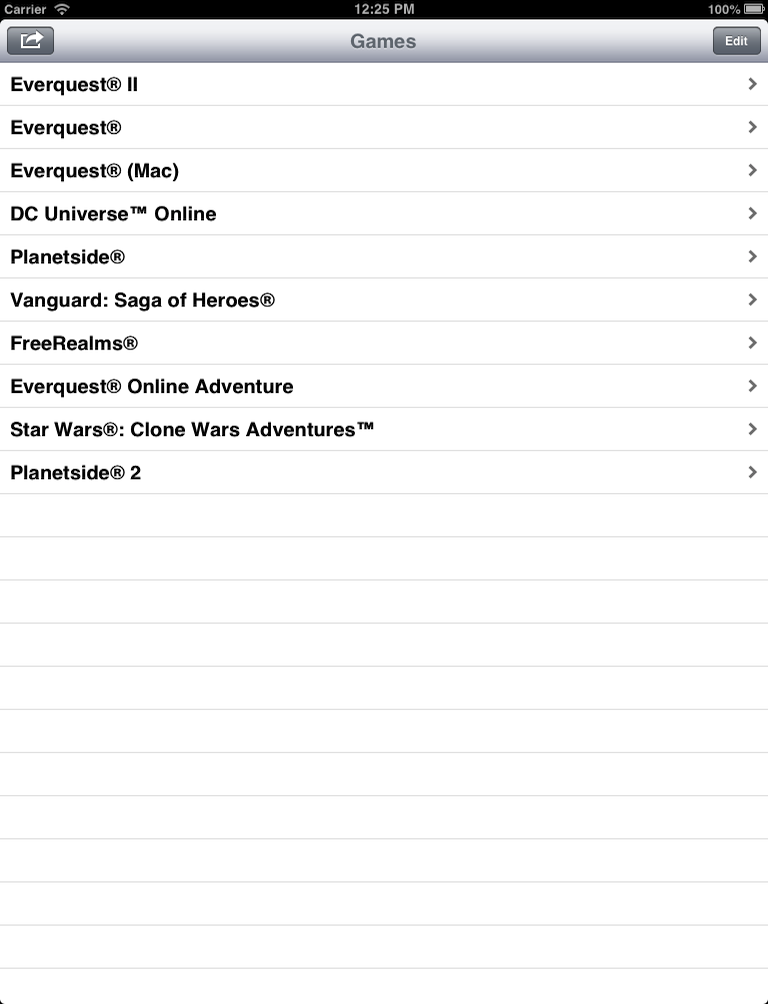 Carrier 12:25 PM 100%
Games Edit
Everquest® II
Everquest®
Everquest® (Mac)
DC Universe™ Online
Planetside®
Vanguard: Saga of Heroes®
FreeRealms®
Everquest® Online Adventure
Star Wars®: Clone Wars Adventures™
Planetside® 2